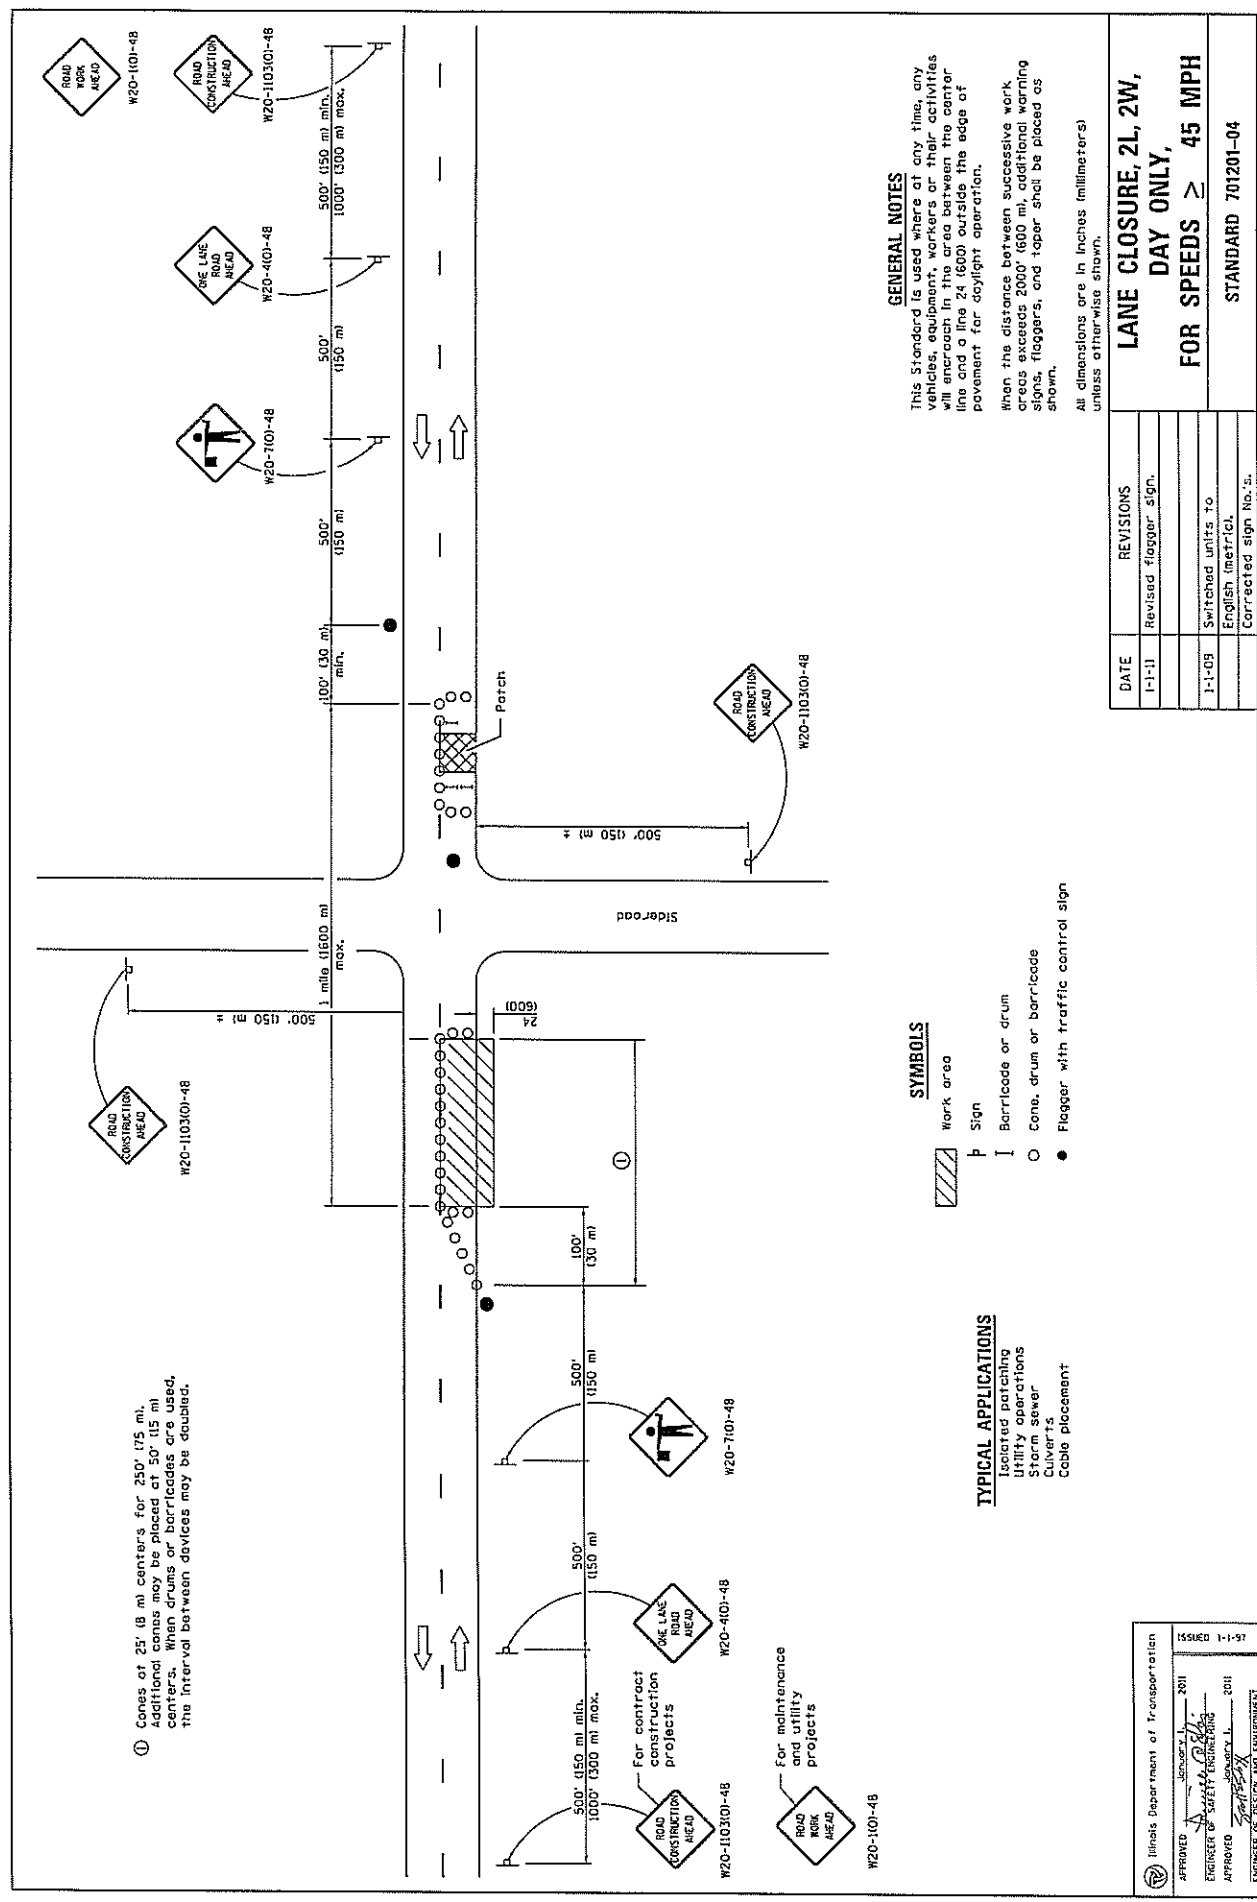 ① Cones at 25' (8 m) centers for 250' (75 m).
Additional cones may be placed at 50' (15 m)
centers. When drums or barricades are used,
the interval between devices may be doubled.
ROAD
CONSTRUCTION
AHEAD
W20-1103(O)-48
500' (150 m) ±
1 mile (1600 m)
max.
100' (30 m)
min.
500'
(150 m)
W20-7(O)-48
500'
(150 m)
ONE LANE
ROAD
AHEAD
W20-4(O)-48
500' (150 m) min.
1000' (300 m) max.
ROAD
CONSTRUCTION
AHEAD
W20-1103(O)-48
ROAD
WORK
AHEAD
W20-1(O)-48
Sideroad
Patch
24
(600)
500' (150 m) ±
ROAD
CONSTRUCTION
AHEAD
W20-1103(O)-48
①
100'
(30 m)
500'
(150 m)
W20-7(O)-48
500'
(150 m)
ONE LANE
ROAD
AHEAD
W20-4(O)-48
500' (150 m) min.
1000' (300 m) max.
For contract
construction
projects
ROAD
CONSTRUCTION
AHEAD
W20-1103(O)-48
For maintenance
and utility
projects
ROAD
WORK
AHEAD
W20-1(O)-48
TYPICAL APPLICATIONS
Isolated patching
Utility operations
Storm sewer
Culverts
Cable placement
SYMBOLS
Work area
Sign
Barricade or drum
Cone, drum or barricade
Flagger with traffic control sign
GENERAL NOTES
This Standard is used where at any time, any
vehicles, equipment, workers or their activities
will encroach in the area between the center
line and a line 24 (600) outside the edge of
pavement for daylight operation.
When the distance between successive work
areas exceeds 2000' (600 m), additional warning
signs, flaggers, and taper shall be placed as
shown.
All dimensions are in inches (millimeters)
unless otherwise shown.
Illinois Department of Transportation
APPROVED January 1, 2011
ENGINEER OF SAFETY ENGINEERING
APPROVED January 1, 2011
ENGINEER OF DESIGN AND ENVIRONMENT
ISSUED 1-1-97
DATE REVISIONS
1-1-11 Revised flagger sign.
1-1-09 Switched units to
English (metric).
Corrected sign No.'s.
LANE CLOSURE, 2L, 2W,
DAY ONLY,
FOR SPEEDS ≥ 45 MPH
STANDARD 701201-04